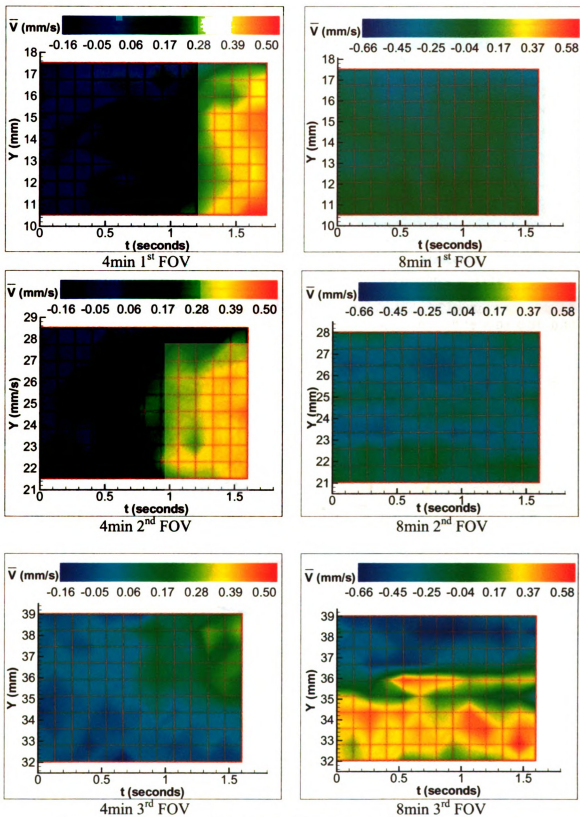 V̅ (mm/s)
-0.16 -0.05 0.06 0.17 0.28 0.39 0.50
18
17
16
15
14
13
12
11
10
Y (mm)
0 0.5 1 1.5
t (seconds)
4min 1st FOV
V̅ (mm/s)
-0.66 -0.45 -0.25 -0.04 0.17 0.37 0.58
18
17
16
15
14
13
12
11
10
Y (mm)
0 0.5 1 1.5
t (seconds)
8min 1st FOV
V̅ (mm/s)
-0.16 -0.05 0.06 0.17 0.28 0.39 0.50
29
28
27
26
25
24
23
22
21
Y (mm/s)
0 0.5 1 1.5
t (seconds)
4min 2nd FOV
V̅ (mm/s)
-0.66 -0.45 -0.25 -0.04 0.17 0.37 0.58
29
28
27
26
25
24
23
22
21
Y (mm)
0 0.5 1 1.5
t (seconds)
8min 2nd FOV
V̅ (mm/s)
-0.16 -0.05 0.06 0.17 0.28 0.39 0.50
39
38
37
36
35
34
33
32
Y (mm)
0 0.5 1 1.5
t (seconds)
4min 3rd FOV
V̅ (mm/s)
-0.66 -0.45 -0.25 -0.04 0.17 0.37 0.58
39
38
37
36
35
34
33
32
Y (mm)
0 0.5 1 1.5
t (seconds)
8min 3rd FOV